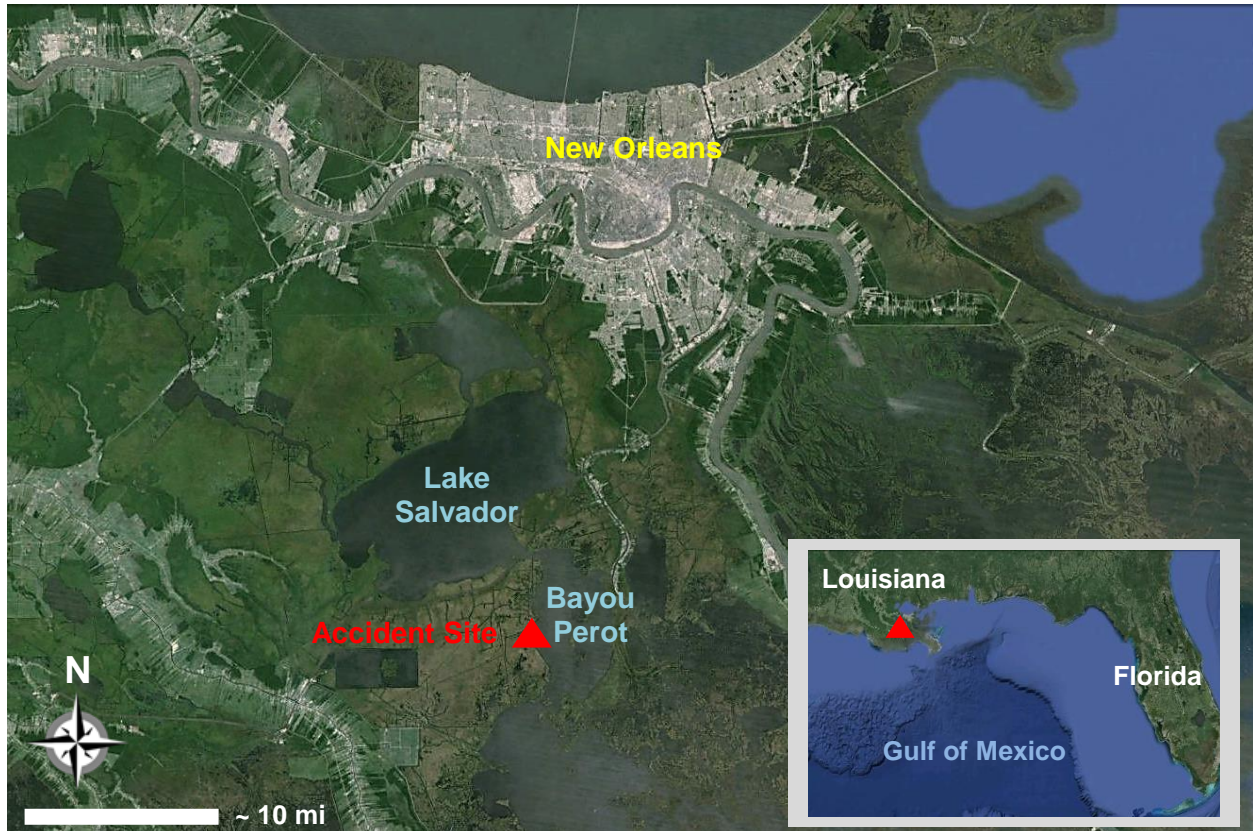 New Orleans
Lake
Salvador
Bayou
Perot
Accident Site
N
~ 10 mi
Louisiana
Florida
Gulf of Mexico